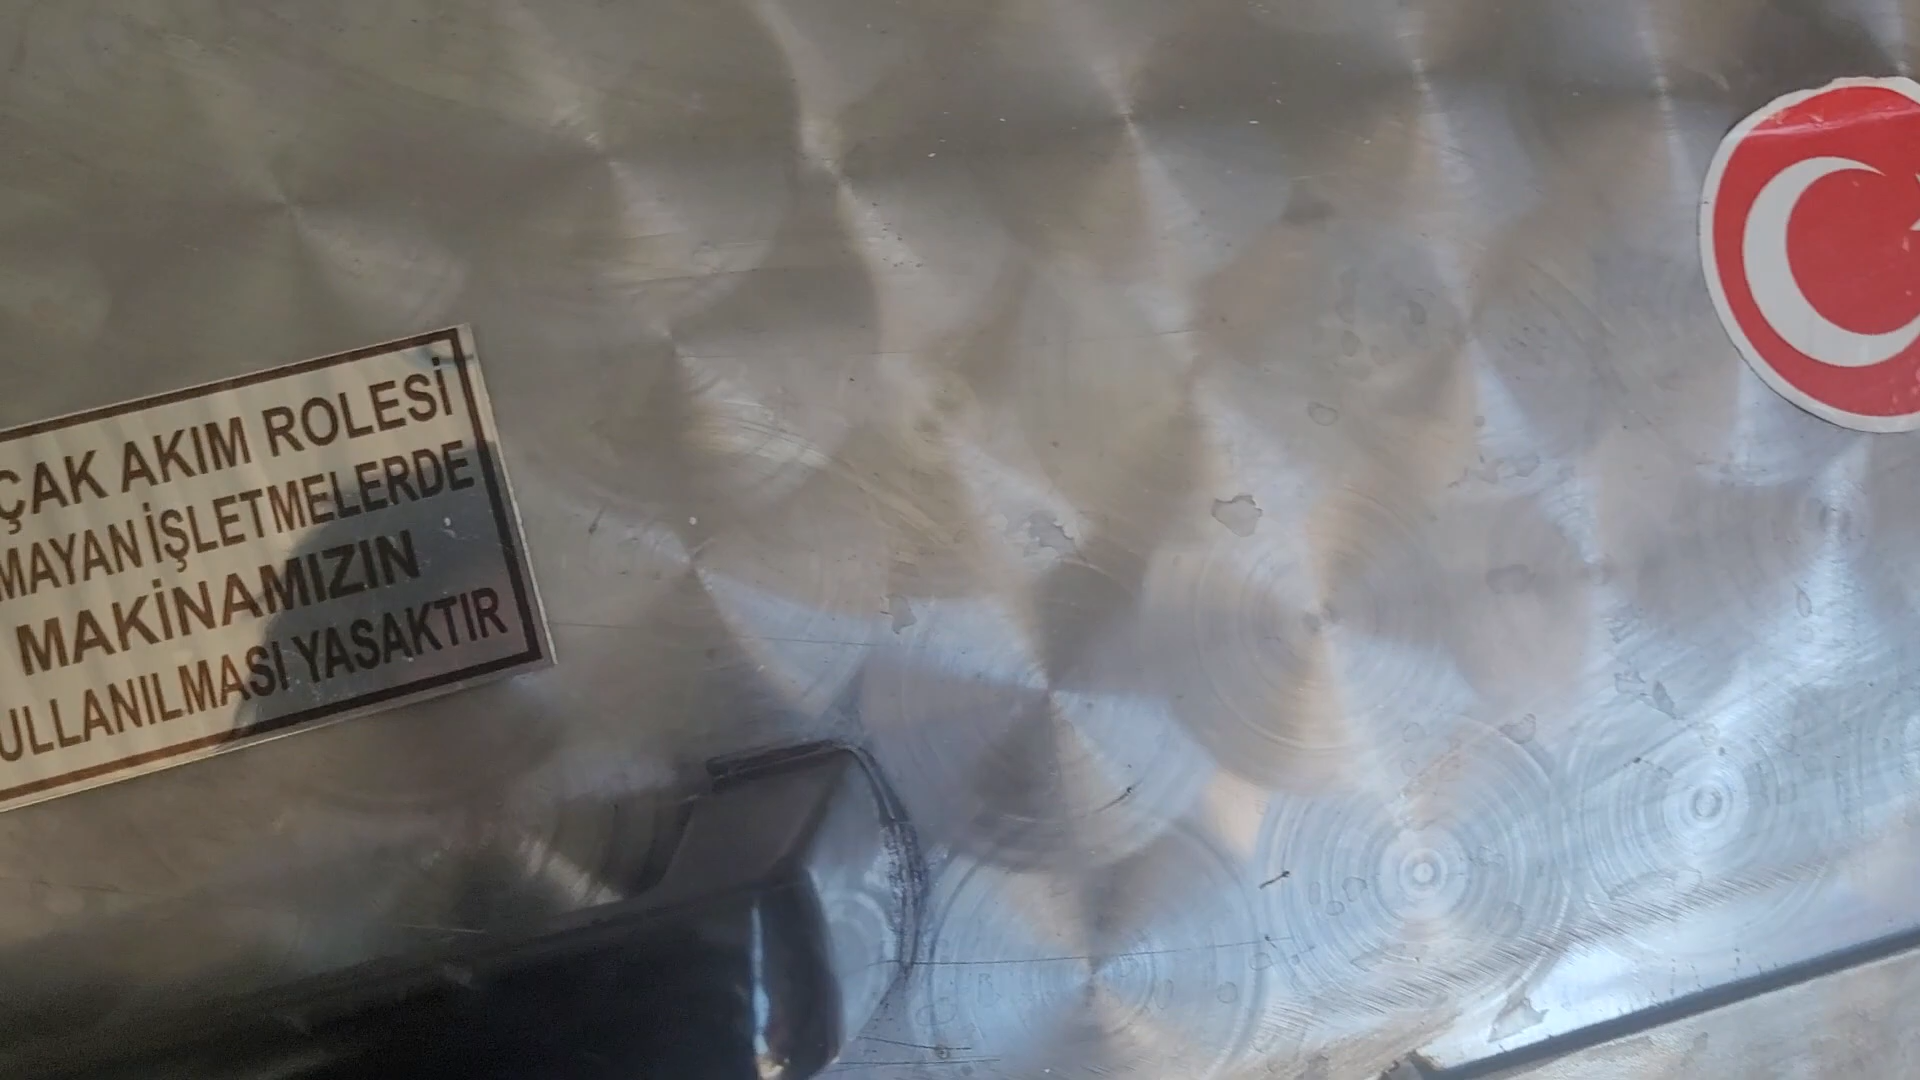 ÇAK AKIM ROLESİ
MAYAN İŞLETMELERDE
MAKİNAMIZIN
ULLANILMASI YASAKTIR